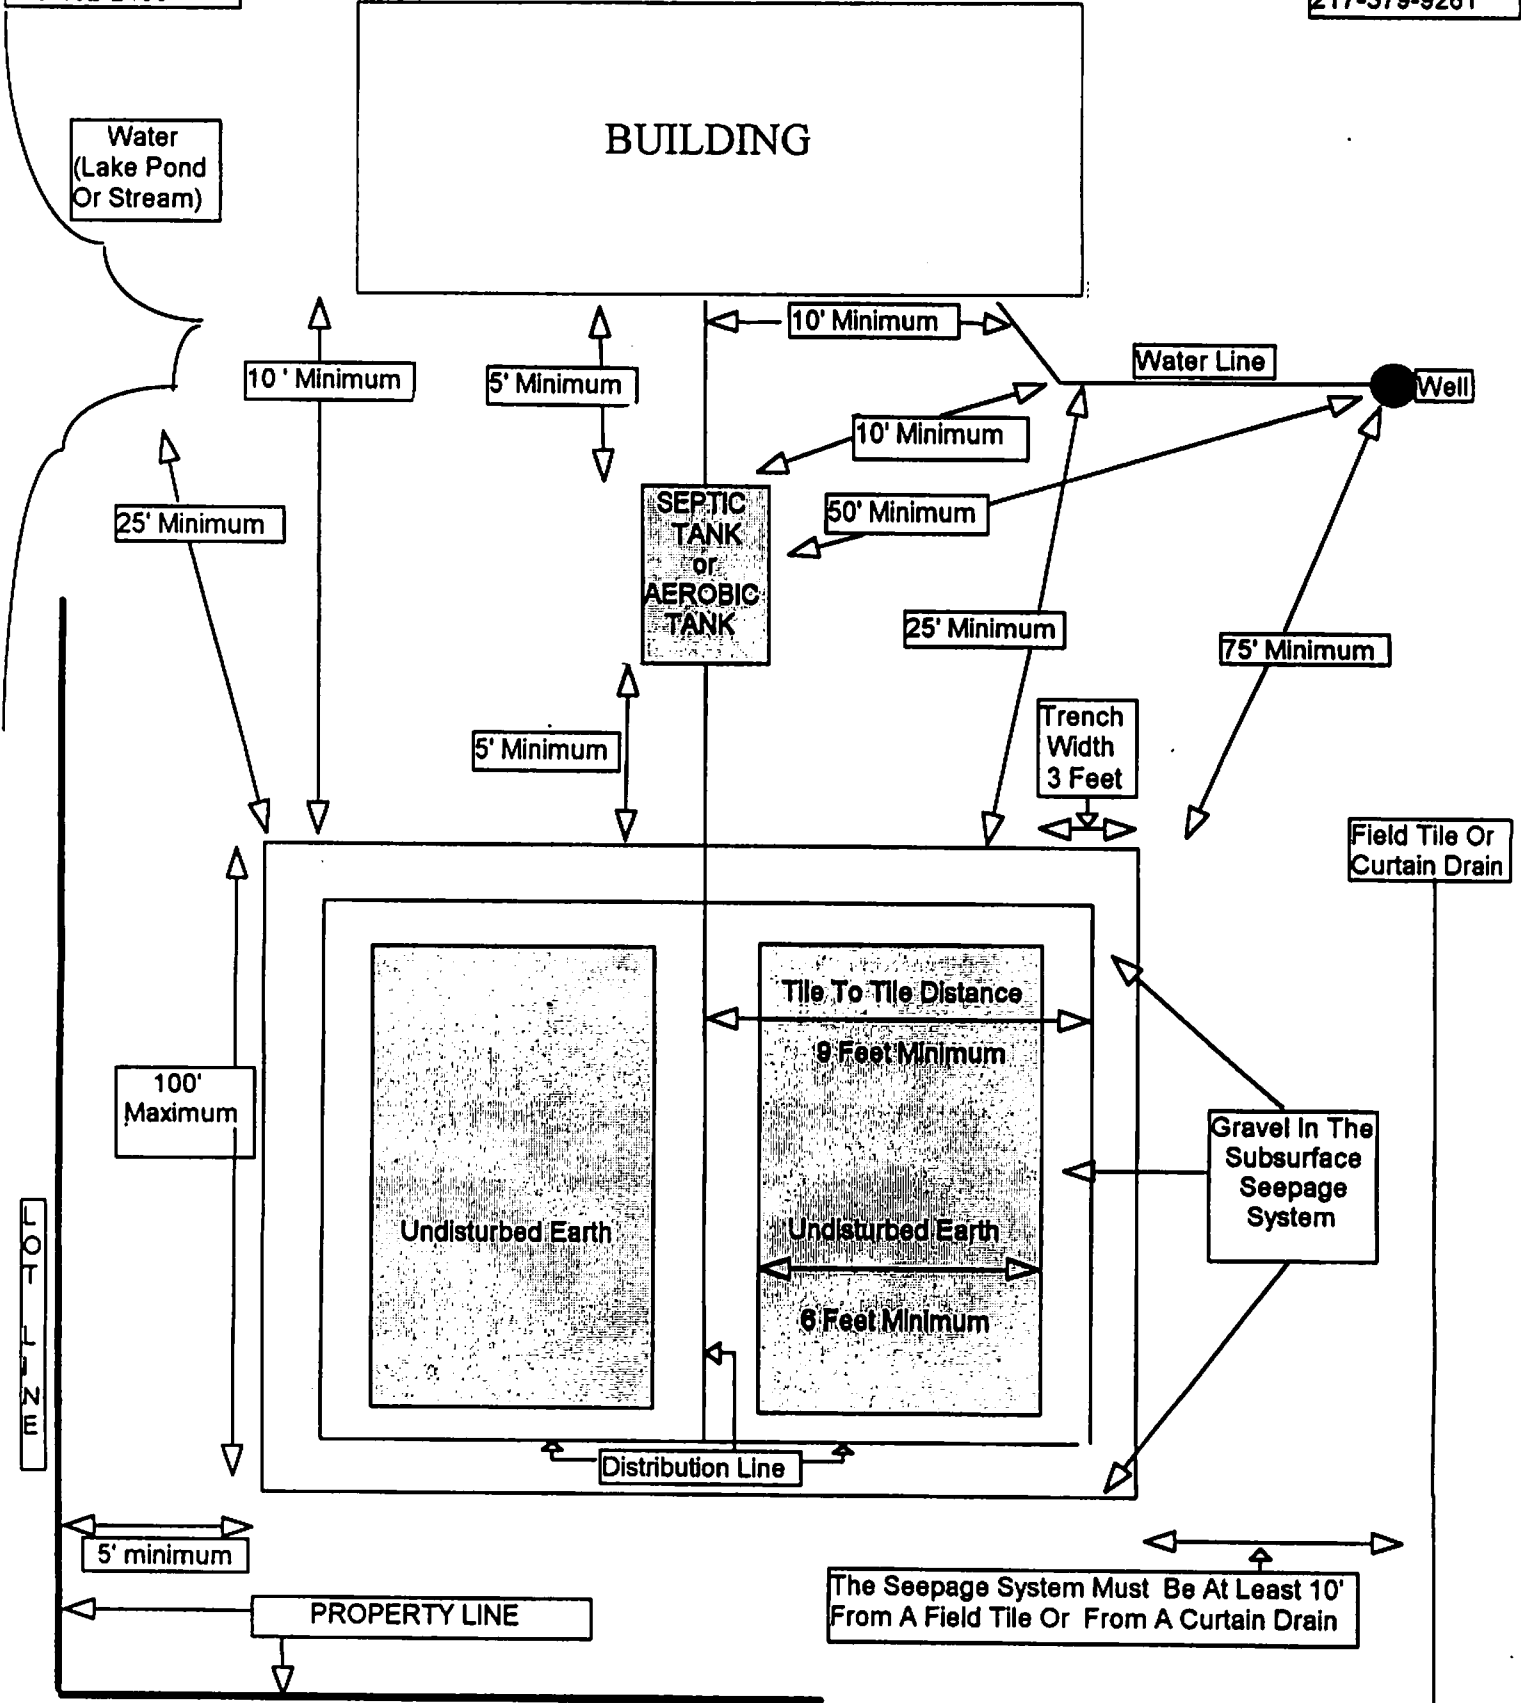 BUILDING
Water
(Lake Pond
Or Stream)
10' Minimum
Water Line
Well
10 ' Minimum
5' Minimum
10' Minimum
25' Minimum
50' Minimum
SEPTIC
TANK
or
AEROBIC
TANK
25' Minimum
75' Minimum
5' Minimum
Trench
Width
3 Feet
Field Tile Or
Curtain Drain
Tile To Tile Distance
9 Feet Minimum
100'
Maximum
Gravel In The
Subsurface
Seepage
System
Undisturbed Earth
Undisturbed Earth
6 Feet Minimum
LOT LINE
Distribution Line
5' minimum
The Seepage System Must Be At Least 10'
From A Field Tile Or From A Curtain Drain
PROPERTY LINE